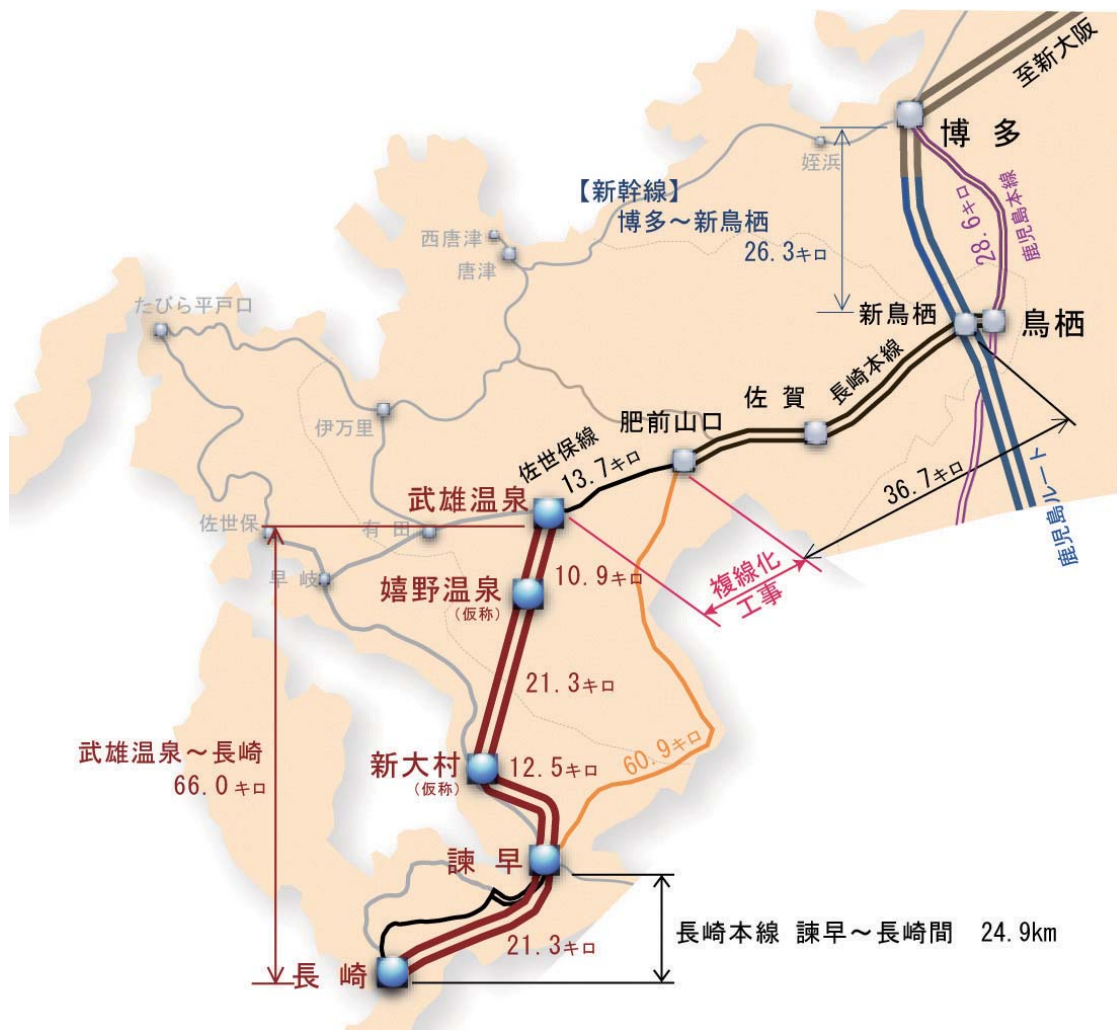 至新大阪
博 多
姪浜
【新幹線】
博多～新鳥栖
26.3キロ
28.6キロ
鹿児島本線
西唐津
唐津
たびら平戸口
新鳥栖
鳥栖
長崎本線
佐 賀
肥前山口
伊万里
佐世保線
13.7キロ
36.7キロ
鹿児島ルート
武雄温泉
佐世保
有 田
複線化
工事
早 岐
嬉野温泉
(仮称)
10.9キロ
21.3キロ
武雄温泉～長崎
66.0キロ
新大村
(仮称)
12.5キロ
60.9キロ
諫 早
長崎本線 諫早～長崎間 24.9km
21.3キロ
長 崎